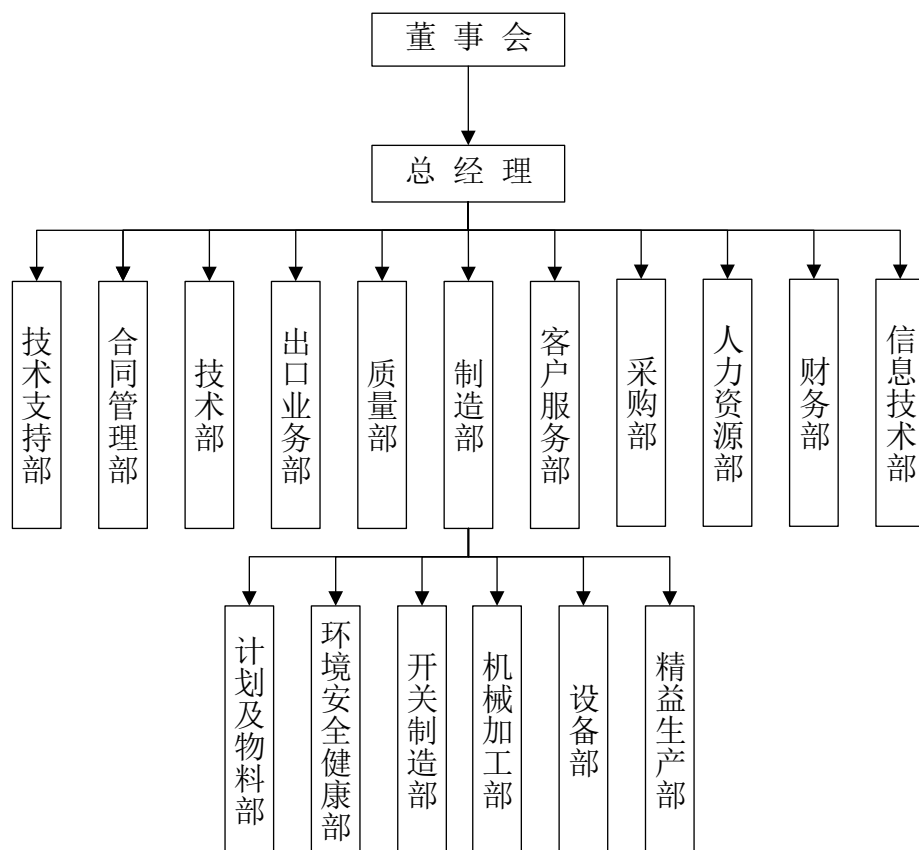 董事会
总经理
技术支持部
合同管理部
技术部
出口业务部
质量部
制造部
客户服务部
采购部
人力资源部
财务部
信息技术部
计划及物料部
环境安全健康部
开关制造部
机械加工部
设备部
精益生产部